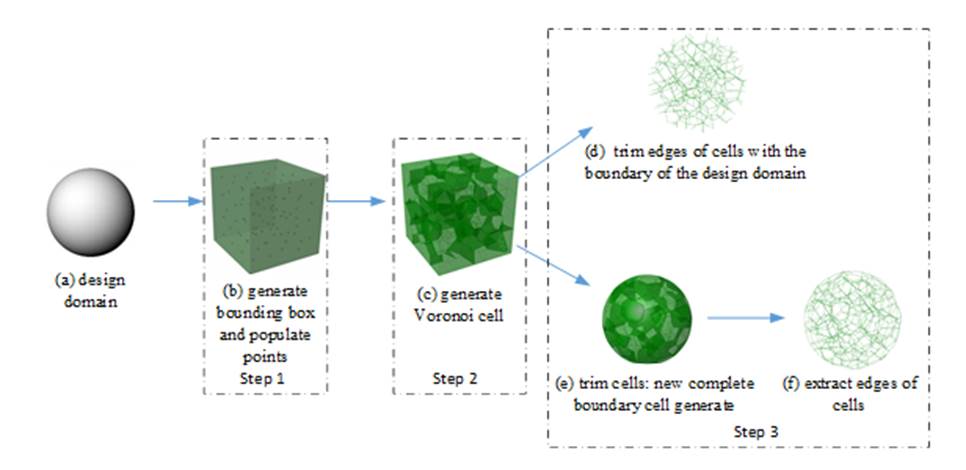 (a) design
domain
(b) generate
bounding box
and populate
points
Step 1
(c) generate
Voronoi cell
Step 2
(d) trim edges of cells with the
boundary of the design domain
(e) trim cells: new complete
boundary cell generate
(f) extract edges of
cells
Step 3